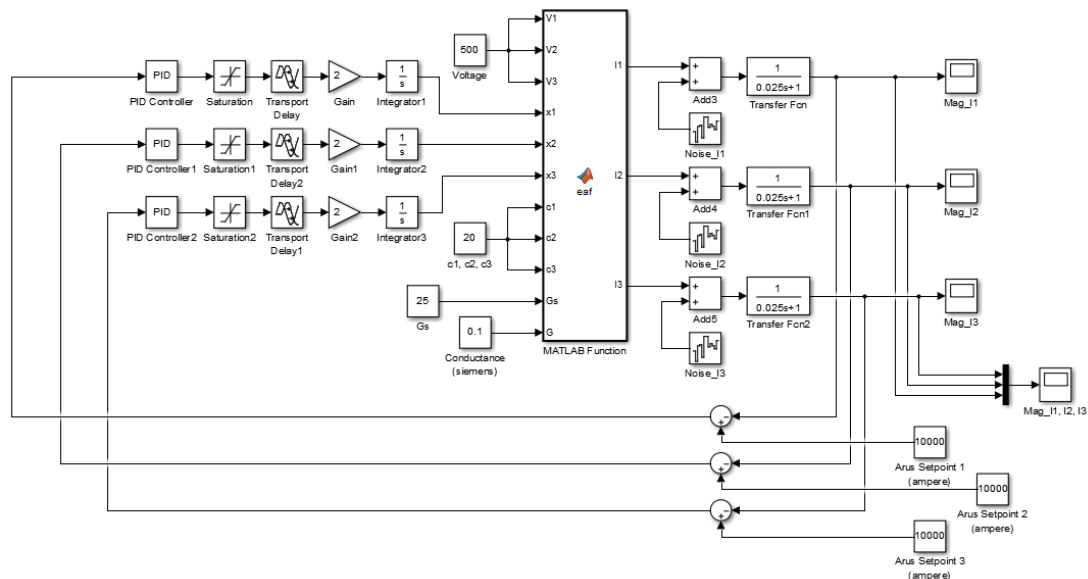 PID
PID Controller
Saturation
Transport
Delay
2
Gain
1
s
Integrator1
PID
PID Controller1
Saturation1
Transport
Delay2
2
Gain1
1
s
Integrator2
PID
PID Controller2
Saturation2
Transport
Delay1
2
Gain2
1
s
Integrator3
500
Voltage
20
c1, c2, c3
25
Gs
0.1
Conductance
(siemens)
V1
V2
V3
x1
x2
x3
c1
c2
c3
Gs
G
eaf
I1
I2
I3
MATLAB Function
+
+
Add3
Noise_I1
1
0.025s+1
Transfer Fcn
Mag_I1
+
+
Add4
Noise_I2
1
0.025s+1
Transfer Fcn1
Mag_I2
+
+
Add5
Noise_I3
1
0.025s+1
Transfer Fcn2
Mag_I3
Mag_I1, I2, I3
+ −
10000
Arus Setpoint 1
(ampere)
+ −
10000
Arus Setpoint 2
(ampere)
+ −
10000
Arus Setpoint 3
(ampere)